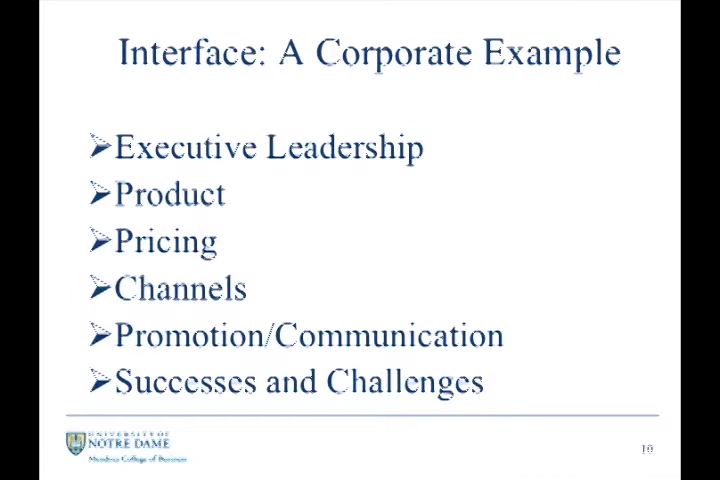 Interface: A Corporate Example
➢Executive Leadership
➢Product
➢Pricing
➢Channels
➢Promotion/Communication
➢Successes and Challenges
UNIVERSITY OF
NOTRE DAME
Mendoza College of Business
10